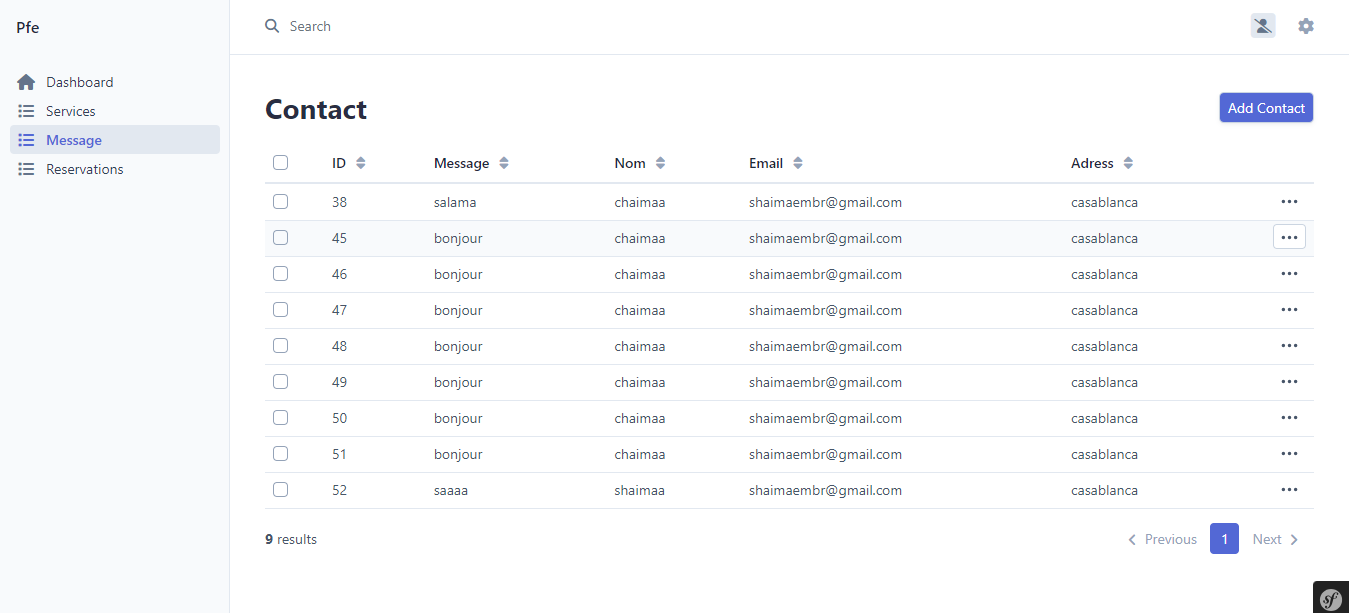 Pfe
Search
Dashboard
Services
Message
Reservations
Contact
Add Contact
ID Message Nom Email Adress
38 salama chaimaa shaimaembr@gmail.com casablanca
45 bonjour chaimaa shaimaembr@gmail.com casablanca
46 bonjour chaimaa shaimaembr@gmail.com casablanca
47 bonjour chaimaa shaimaembr@gmail.com casablanca
48 bonjour chaimaa shaimaembr@gmail.com casablanca
49 bonjour chaimaa shaimaembr@gmail.com casablanca
50 bonjour chaimaa shaimaembr@gmail.com casablanca
51 bonjour chaimaa shaimaembr@gmail.com casablanca
52 saaaa shaimaa shaimaembr@gmail.com casablanca
9 results
Previous 1 Next
sf